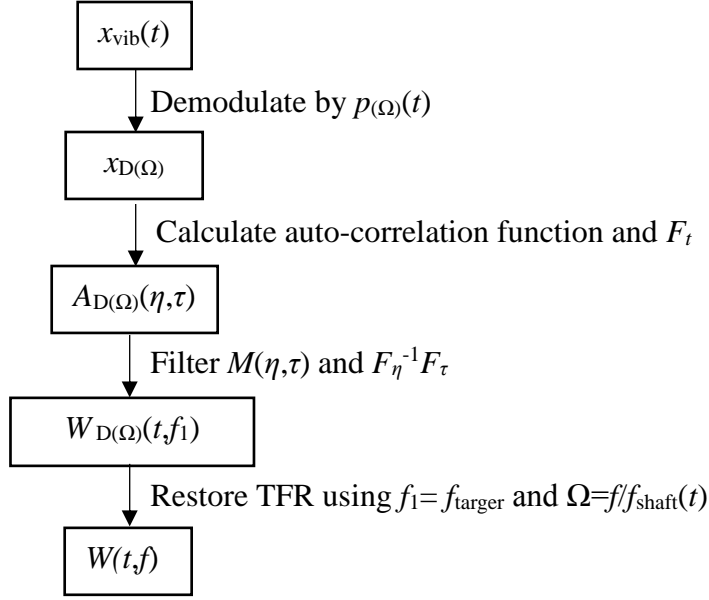 x_vib(t)
Demodulate by p_(Ω)(t)
x_D(Ω)
Calculate auto-correlation function and F_t
A_D(Ω)(η,τ)
Filter M(η,τ) and F_η^-1F_τ
W_D(Ω)(t,f_1)
Restore TFR using f_1= f_targer and Ω=f/f_shaft(t)
W(t,f)